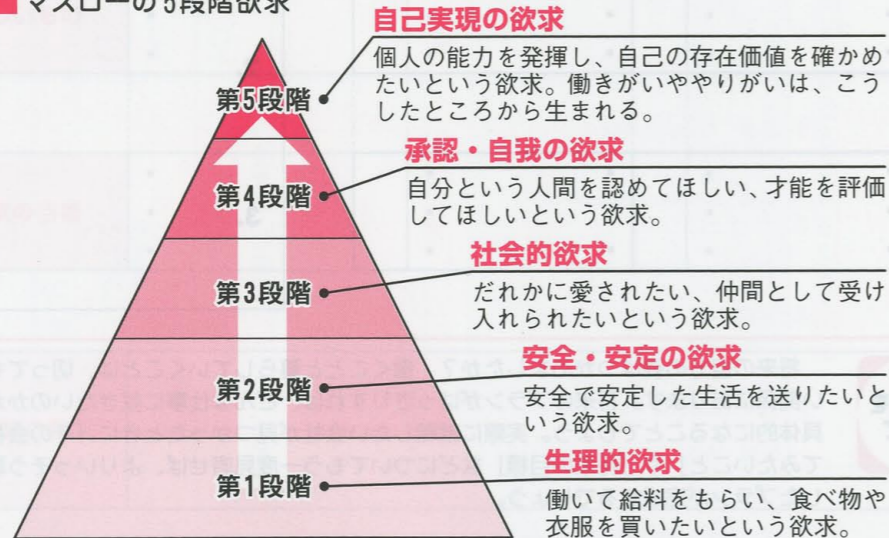 マズローの5段階欲求
自己実現の欲求
個人の能力を発揮し、自己の存在価値を確かめ
たいという欲求。働きがいややりがいは、こう
したところから生まれる。
第5段階
承認・自我の欲求
自分という人間を認めてほしい、才能を評価
してほしいという欲求。
第4段階
社会的欲求
だれかに愛されたい、仲間として受け
入れられたいという欲求。
第3段階
安全・安定の欲求
安全で安定した生活を送りたいと
いう欲求。
第2段階
生理的欲求
働いて給料をもらい、食べ物や
衣服を買いたいという欲求。
第1段階